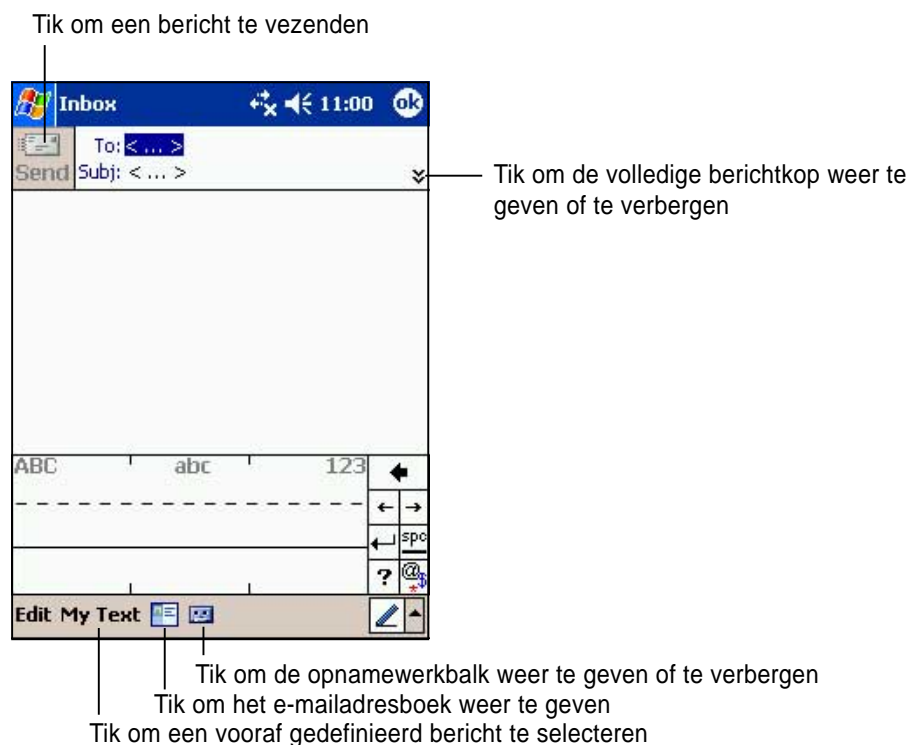 Tik om een bericht te vezenden
Inbox 11:00 ok
To: < ... >
Send Subj: < ... >
Tik om de volledige berichtkop weer te
geven of te verbergen
ABC abc 123
spc
? @ $ *
Edit My Text
Tik om de opnamewerkbalk weer te geven of te verbergen
Tik om het e-mailadresboek weer te geven
Tik om een vooraf gedefinieerd bericht te selecteren